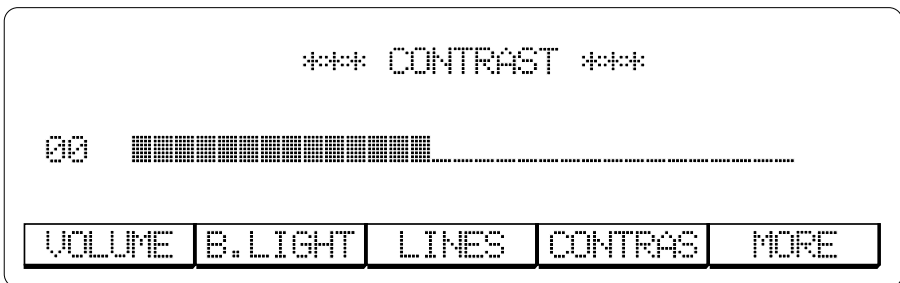 *** CONTRAST ***
00
VOLUME B.LIGHT LINES CONTRAS MORE